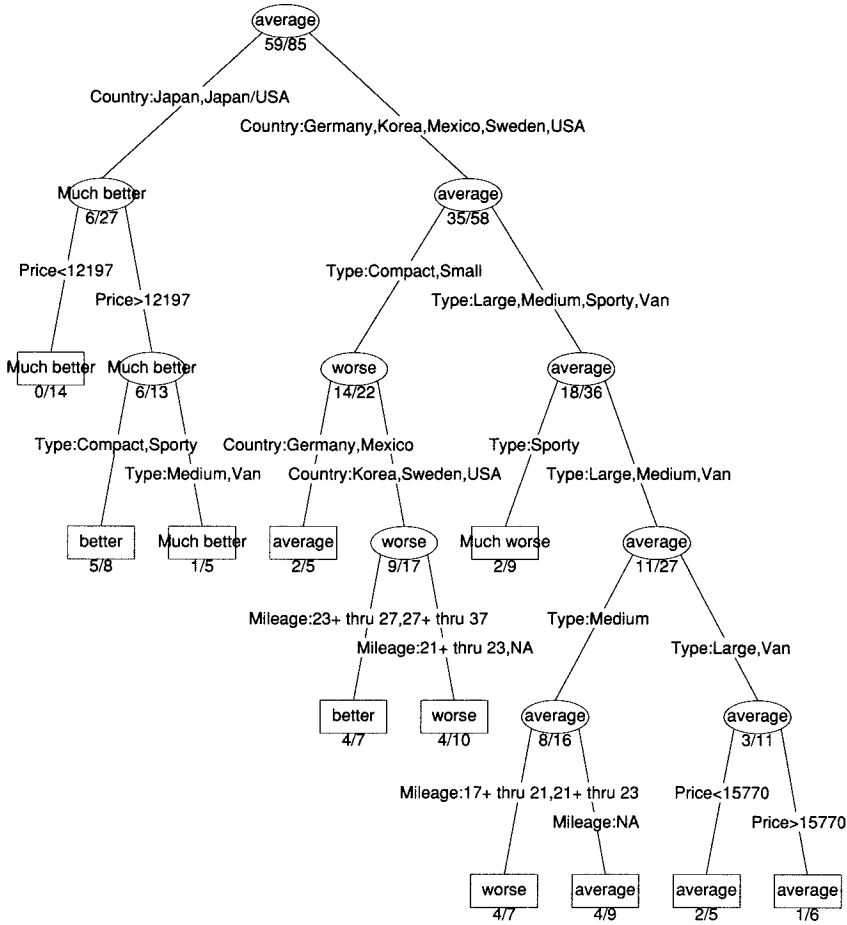 average
59/85
Country:Japan,Japan/USA
Country:Germany,Korea,Mexico,Sweden,USA
Much better
6/27
average
35/58
Price<12197
Price>12197
Type:Compact,Small
Type:Large,Medium,Sporty,Van
Much better
0/14
Much better
6/13
worse
14/22
average
18/36
Type:Compact,Sporty
Type:Medium,Van
Country:Germany,Mexico
Country:Korea,Sweden,USA
Type:Sporty
Type:Large,Medium,Van
better
5/8
Much better
1/5
average
2/5
worse
9/17
Much worse
2/9
average
11/27
Mileage:23+ thru 27,27+ thru 37
Mileage:21+ thru 23,NA
Type:Medium
Type:Large,Van
better
4/7
worse
4/10
average
8/16
average
3/11
Mileage:17+ thru 21,21+ thru 23
Mileage:NA
Price<15770
Price>15770
worse
4/7
average
4/9
average
2/5
average
1/6